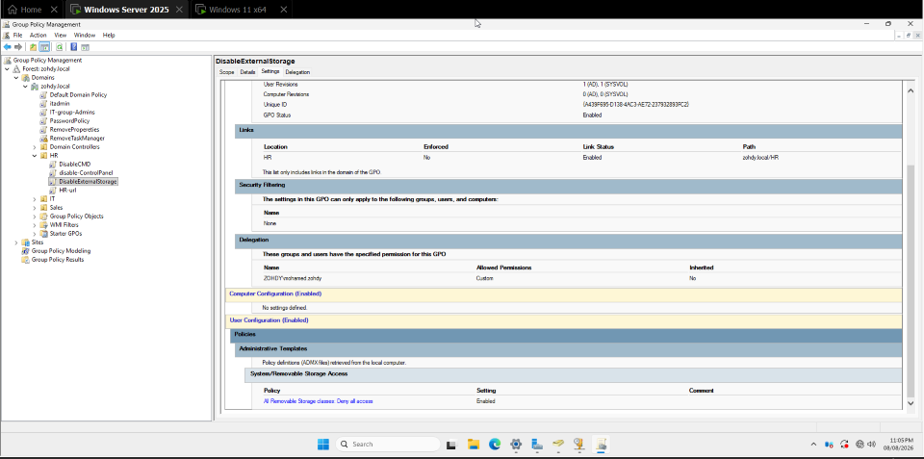 Home
Windows Server 2025
Windows 11 x64
Group Policy Management
File Action View Window Help
Group Policy Management
Forest: zohdy.local
Domains
zohdy.local
Default Domain Policy
itadmin
IT-group-Admins
PasswordPolicy
RemovePropereties
RemoveTaskManager
Domain Controllers
HR
DisableCMD
disable-ControlPanel
DisableExternalStorage
HR-url
IT
Sales
Group Policy Objects
WMI Filters
Starter GPOs
Sites
Group Policy Modeling
Group Policy Results
DisableExternalStorage
Scope Details Settings Delegation
User Revisions 1 (AD), 1 (SYSVOL)
Computer Revisions 0 (AD), 0 (SYSVOL)
Unique ID
GPO Status Enabled
Links
Location Enforced Link Status Path
HR No Enabled zohdy.local/HR
This list only includes links in the domain of the GPO.
Security Filtering
The settings in this GPO can only apply to the following groups, users, and computers:
Name
None
Delegation
These groups and users have the specified permission for this GPO
Name Allowed Permissions Inherited
ZOHDY\mohamed.zohdy Custom No
Computer Configuration (Enabled)
No settings defined.
User Configuration (Enabled)
Policies
Administrative Templates
Policy definitions (ADMX files) retrieved from the local computer.
System/Removable Storage Access
Policy Setting Comment
All Removable Storage classes: Deny all access Enabled
Search
11:05 PM
08/08/2026